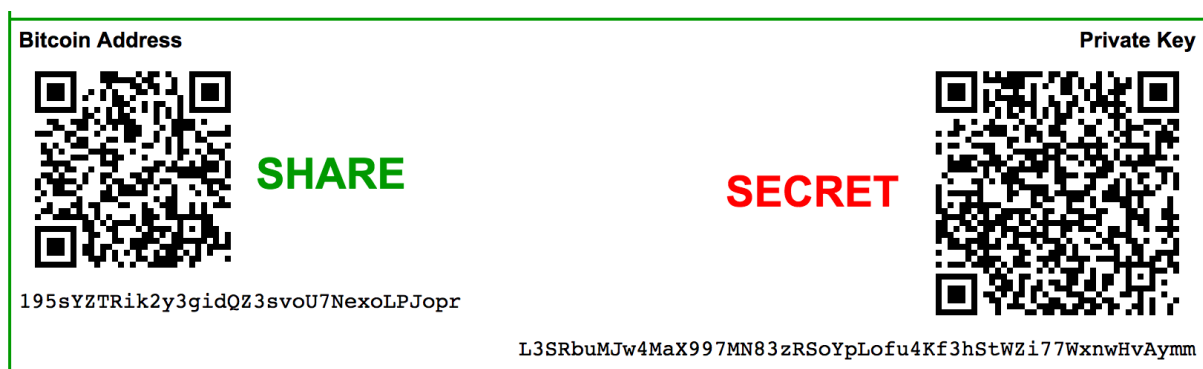 Bitcoin Address
Private Key
SHARE
SECRET
195sYZTRik2y3gidQZ3svoU7NexoLPJopr
L3SRbuMJw4MaX997MN83zRSoYpLofu4Kf3hStWZi77WxnwHvAymm